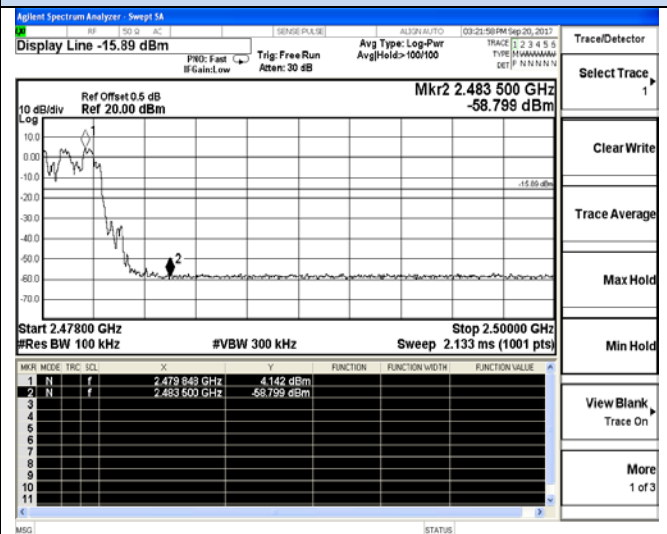 Agilent Spectrum Analyzer - Swept SA
RF 50 Ω AC SENSE:PULSE ALIGN AUTO 03:21:58 PM Sep 20, 2017
Display Line -15.89 dBm
PNO: Fast
IFGain:Low
Trig: Free Run
Atten: 30 dB
Avg Type: Log-Pwr
Avg|Hold:>100/100
TRACE 1 2 3 4 5 6
TYPE
DET P N N N N N
Trace/Detector
Select Trace
1
Clear Write
Trace Average
Max Hold
Min Hold
View Blank
Trace On
More
1 of 3
Mkr2 2.483 500 GHz
-58.799 dBm
Ref Offset 0.5 dB
10 dB/div Ref 20.00 dBm
Log
10.0
0.00
-10.0
-20.0
-30.0
-40.0
-50.0
-60.0
-70.0
1
2
-15.89 dBm
Start 2.47800 GHz Stop 2.50000 GHz
#Res BW 100 kHz #VBW 300 kHz Sweep 2.133 ms (1001 pts)
MKR MODE TRC SCL X Y FUNCTION FUNCTION WIDTH FUNCTION VALUE
1 N f 2.479 848 GHz 4.142 dBm
2 N f 2.483 500 GHz -58.799 dBm
3
4
5
6
7
8
9
10
11
MSG STATUS